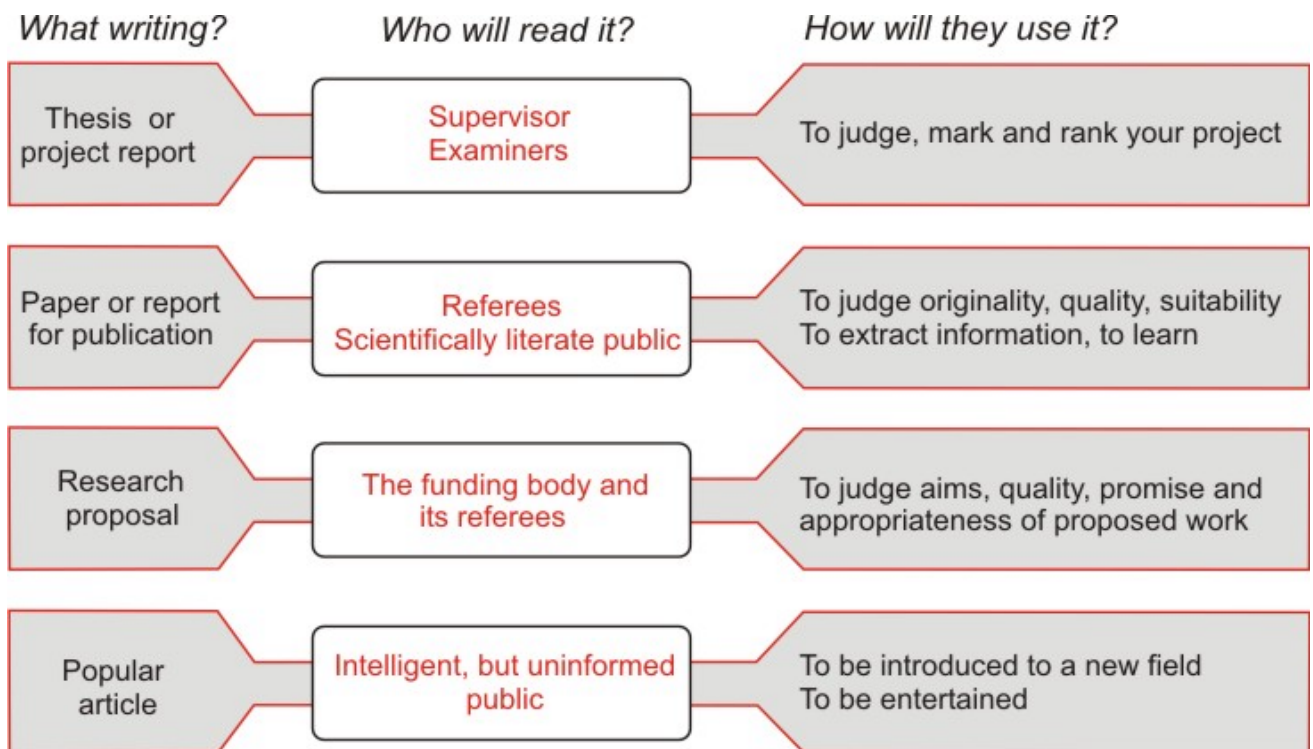 What writing?
Who will read it?
How will they use it?
Thesis or
project report
Supervisor
Examiners
To judge, mark and rank your project
Paper or report
for publication
Referees
Scientifically literate public
To judge originality, quality, suitability
To extract information, to learn
Research
proposal
The funding body and
its referees
To judge aims, quality, promise and
appropriateness of proposed work
Popular
article
Intelligent, but uninformed
public
To be introduced to a new field
To be entertained